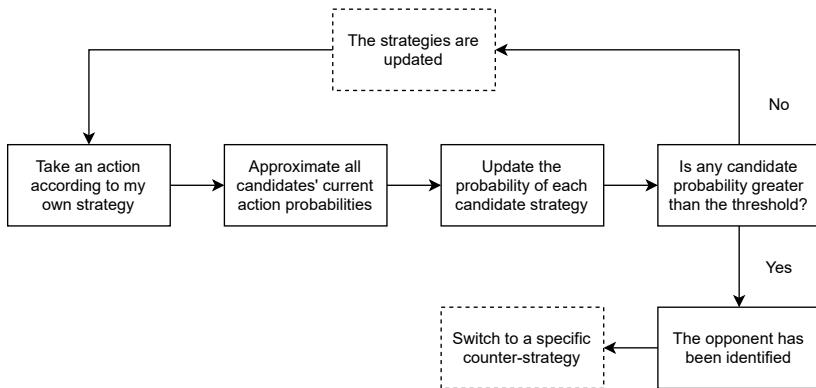 The strategies are
updated
No
Take an action
according to my
own strategy
Approximate all
candidates' current
action probabilities
Update the
probability of each
candidate strategy
Is any candidate
probability greater
than the threshold?
Yes
Switch to a specific
counter-strategy
The opponent has
been identified